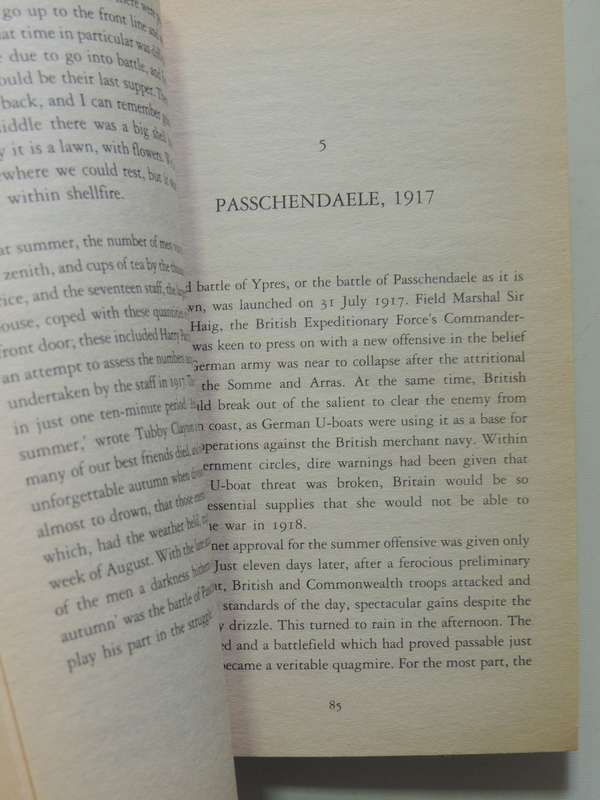 go up to the front line and
at time in particular was
e due to go into battle, and
ould be their last supper.
back, and I can remember
iddle there was a big shell
y it is a lawn, with flowers.
where we could rest, but it was
within shellfire.
at summer, the number of men
zenith, and cups of tea by the
rice, and the seventeen staff, the
ouse, coped with these quantities
front door; these included Harry
an attempt to assess the numbers
undertaken by the staff in 1917
in just one ten-minute period
summer,' wrote Tubby Clayton
many of our best friends died, and
unforgettable autumn when
almost to drown, that those
which, had the weather held,
week of August. With the
of the men a darkness
autumn' was the battle of
play his part in the struggle
5
PASSCHENDAELE, 1917
d battle of Ypres, or the battle of Passchendaele as it is
wn, was launched on 31 July 1917. Field Marshal Sir
Haig, the British Expeditionary Force's Commander-
was keen to press on with a new offensive in the belief
German army was near to collapse after the attritional
the Somme and Arras. At the same time, British
uld break out of the salient to clear the enemy from
n coast, as German U-boats were using it as a base for
operations against the British merchant navy. Within
ernment circles, dire warnings had been given that
U-boat threat was broken, Britain would be so
essential supplies that she would not be able to
he war in 1918.
net approval for the summer offensive was given only
Just eleven days later, after a ferocious preliminary
nt, British and Commonwealth troops attacked and
standards of the day, spectacular gains despite the
y drizzle. This turned to rain in the afternoon. The
ed and a battlefield which had proved passable just
became a veritable quagmire. For the most part, the
85